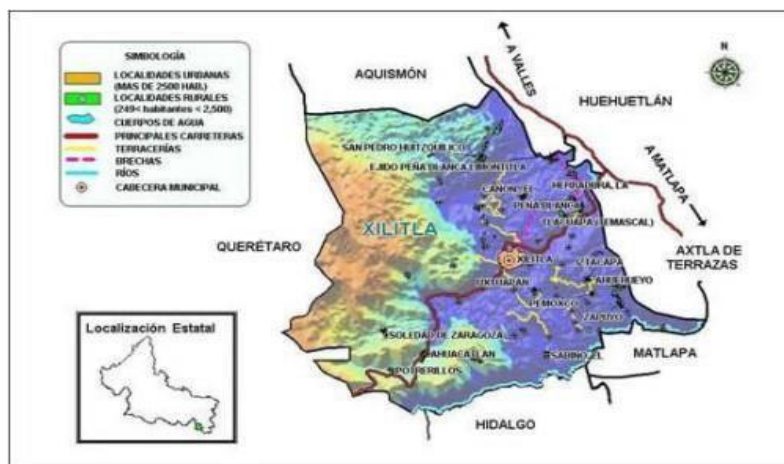 SIMBOLOGÍA
LOCALIDADES URBANAS
(MAS DE 2500 HAB.)
LOCALIDADES RURALES
(249< habitantes < 2,500)
CUERPOS DE AGUA
PRINCIPALES CARRETERAS
TERRACERÍAS
BRECHAS
RÍOS
CABECERA MUNICIPAL
AQUISMÓN
A VALLES
HUEHUETLÁN
N
SAN PEDRO HUITZQUILICO
EJIDO PEÑA BLANCA LIMONTITLA
CAÑON, EL
HERRADURA, LA
A MATLAPA
PEÑA BLANCA
TLACUAPA (TEMASCAL)
XILITLA
QUERÉTARO
XILITLA
IZTACAPA
AXTLA DE
TERRAZAS
AHUEHUEYO
PEMOXCO
ZAPUYO
Localización Estatal
SOLEDAD DE ZARAGOZA
AHUACATLÁN
SABINO, EL
MATLAPA
POTRERILLOS
HIDALGO